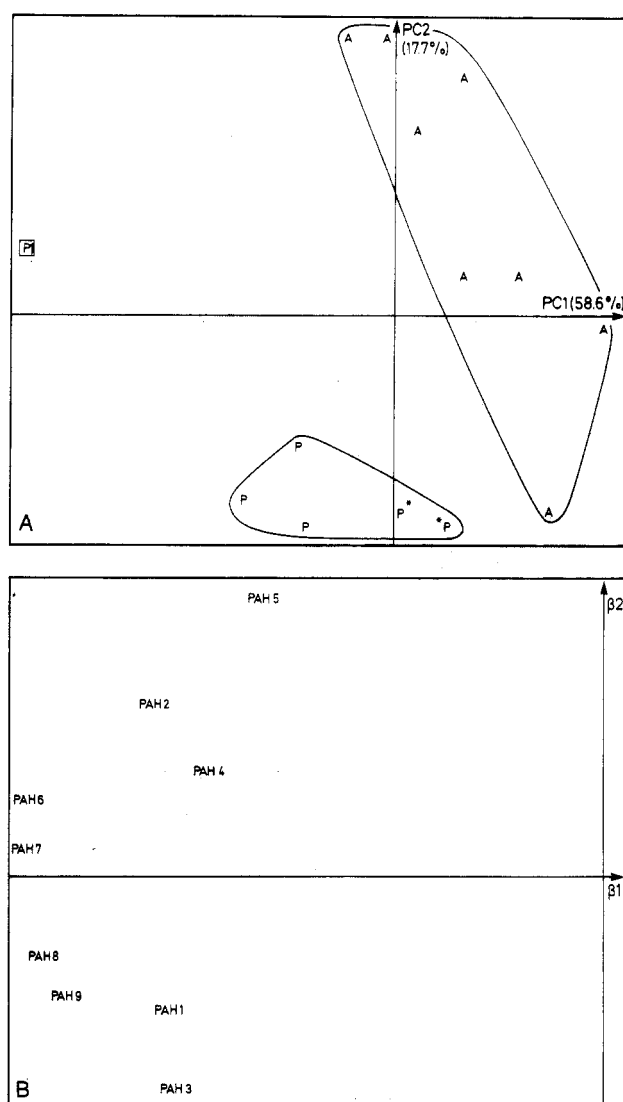 A A PC2
(17.7%)
A
A
P1
A A
PC1(58.6%)
A
P
P
P* *P
A
P
A
PAH 5
β2
PAH 2
PAH 4
PAH 6
PAH 7
β1
PAH 8
PAH 9
PAH 1
PAH 3
B